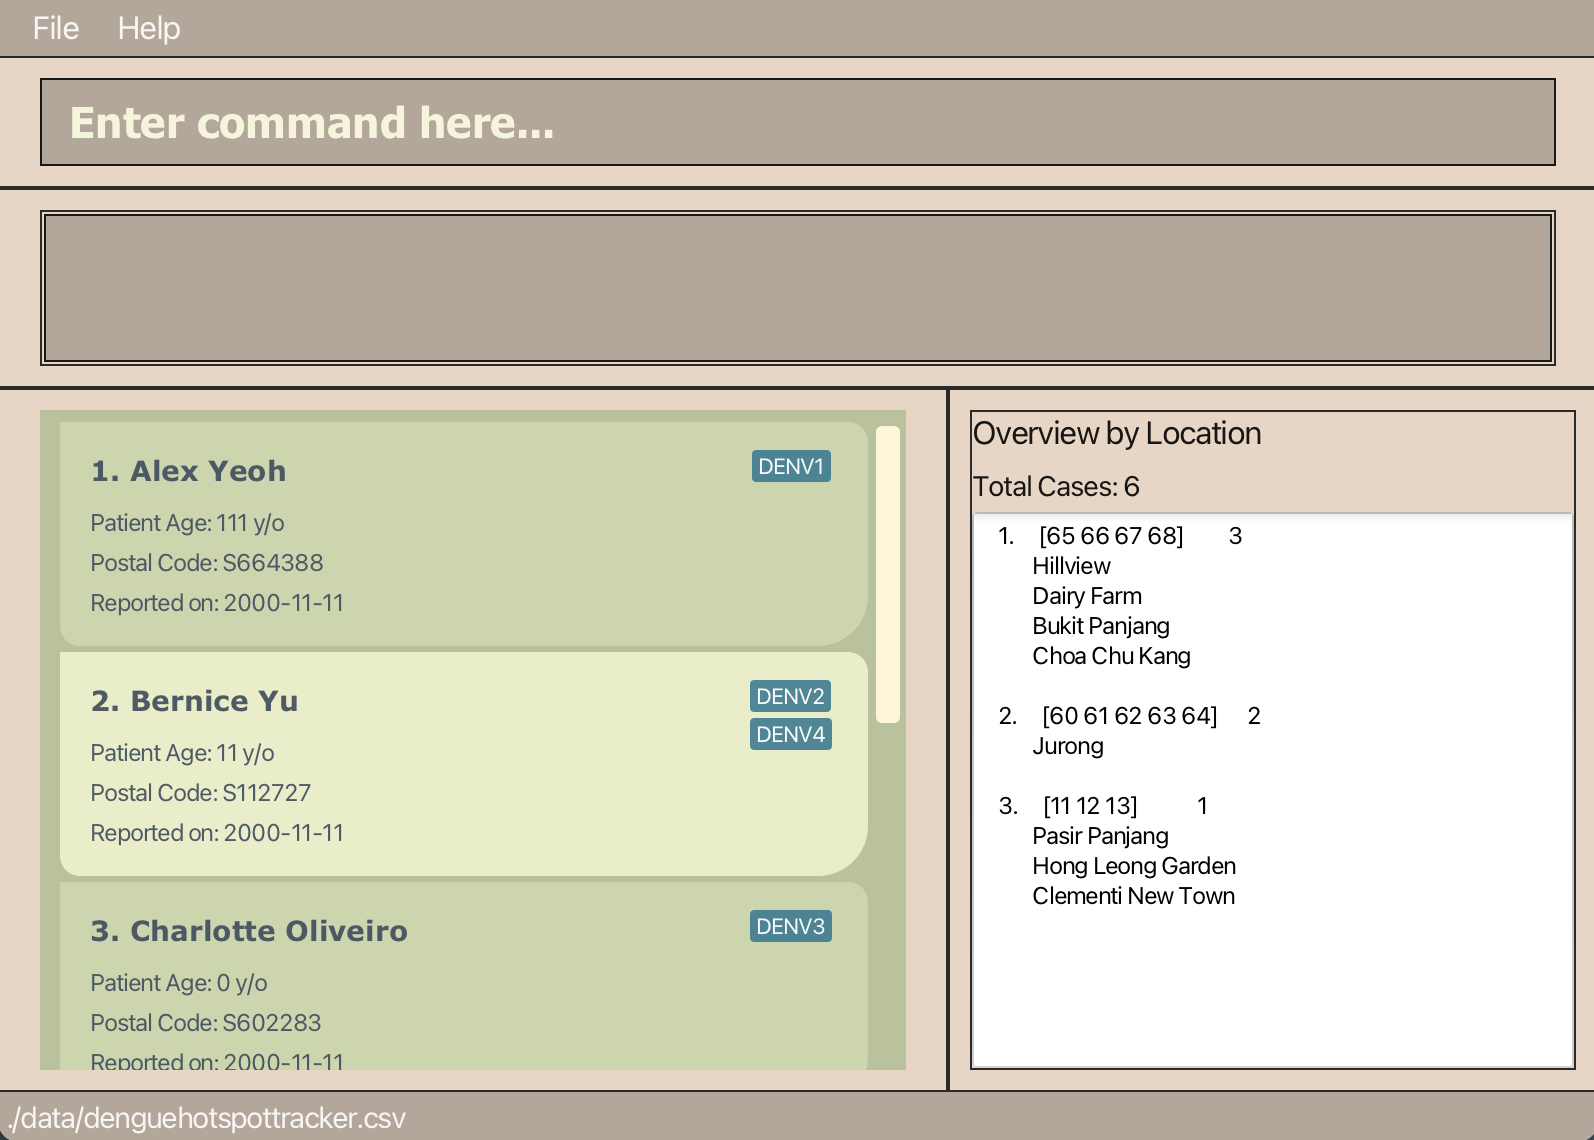 File Help
Enter command here...
1. Alex Yeoh
DENV1
Patient Age: 111 y/o
Postal Code: S664388
Reported on: 2000-11-11
2. Bernice Yu
DENV2
DENV4
Patient Age: 11 y/o
Postal Code: S112727
Reported on: 2000-11-11
3. Charlotte Oliveiro
DENV3
Patient Age: 0 y/o
Postal Code: S602283
Reported on: 2000-11-11
Overview by Location
Total Cases: 6
1. [65 66 67 68] 3
Hillview
Dairy Farm
Bukit Panjang
Choa Chu Kang
2. [60 61 62 63 64] 2
Jurong
3. [11 12 13] 1
Pasir Panjang
Hong Leong Garden
Clementi New Town
./data/denguehotspottracker.csv